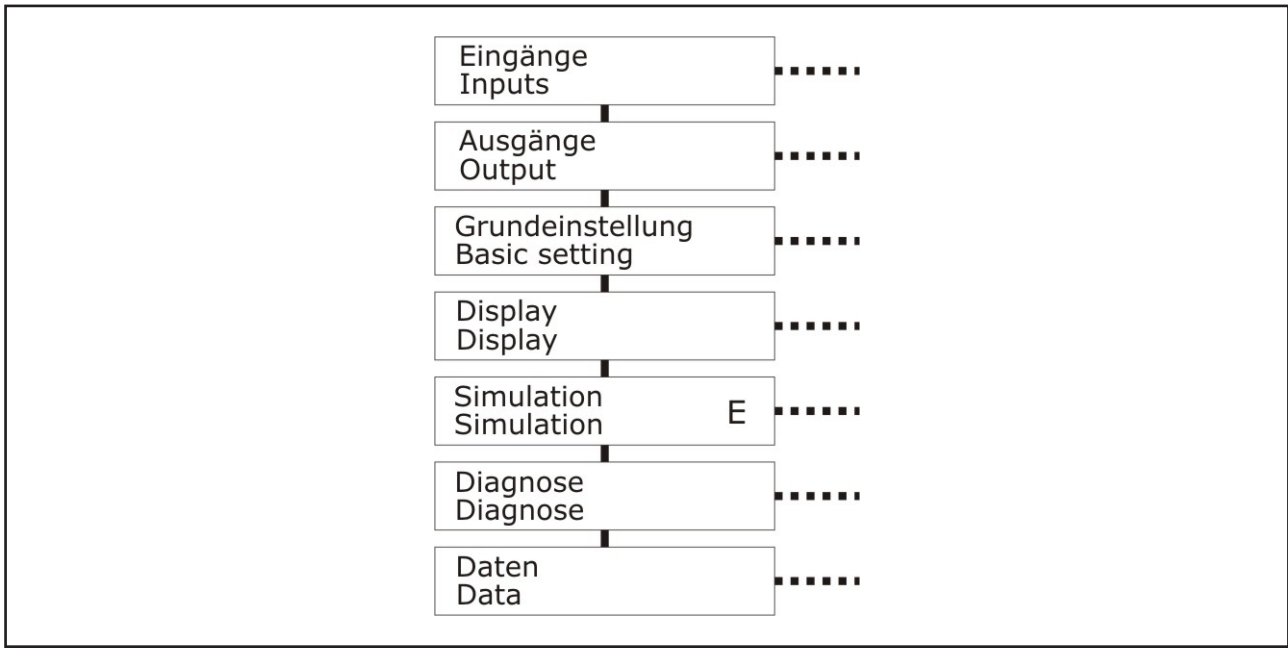 Eingänge
Inputs
Ausgänge
Output
Grundeinstellung
Basic setting
Display
Display
Simulation
Simulation E
Diagnose
Diagnose
Daten
Data